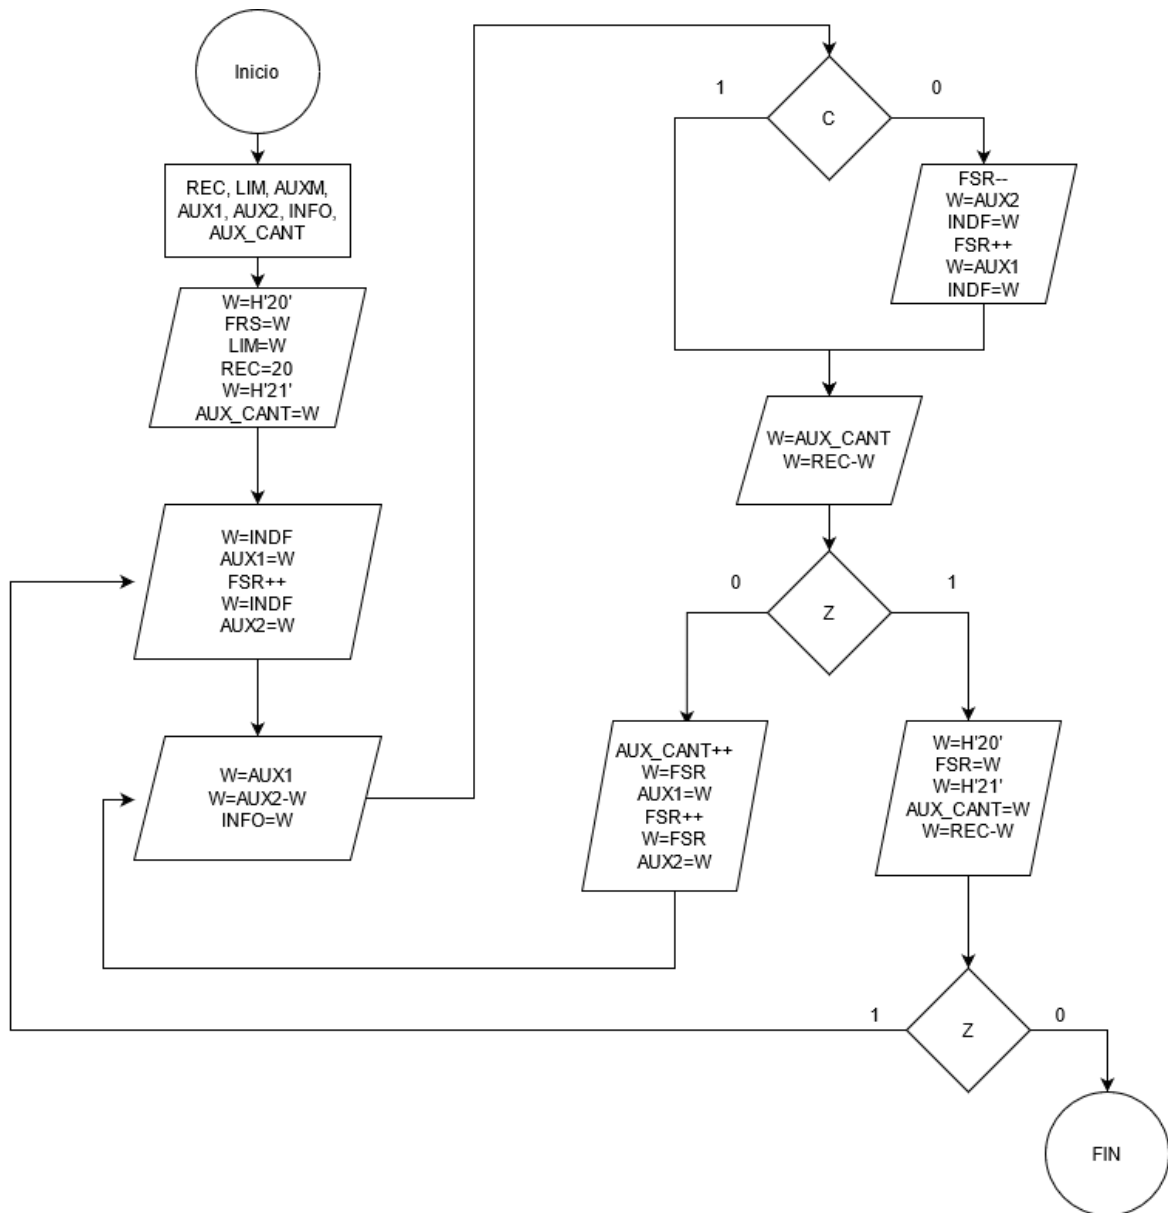 Inicio
REC, LIM, AUXM,
AUX1, AUX2, INFO,
AUX_CANT
W=H'20'
FRS=W
LIM=W
REC=20
W=H'21'
AUX_CANT=W
W=INDF
AUX1=W
FSR++
W=INDF
AUX2=W
W=AUX1
W=AUX2-W
INFO=W
1
0
C
FSR--
W=AUX2
INDF=W
FSR++
W=AUX1
INDF=W
W=AUX_CANT
W=REC-W
0
1
Z
AUX_CANT++
W=FSR
AUX1=W
FSR++
W=FSR
AUX2=W
W=H'20'
FSR=W
W=H'21'
AUX_CANT=W
W=REC-W
1
0
Z
FIN